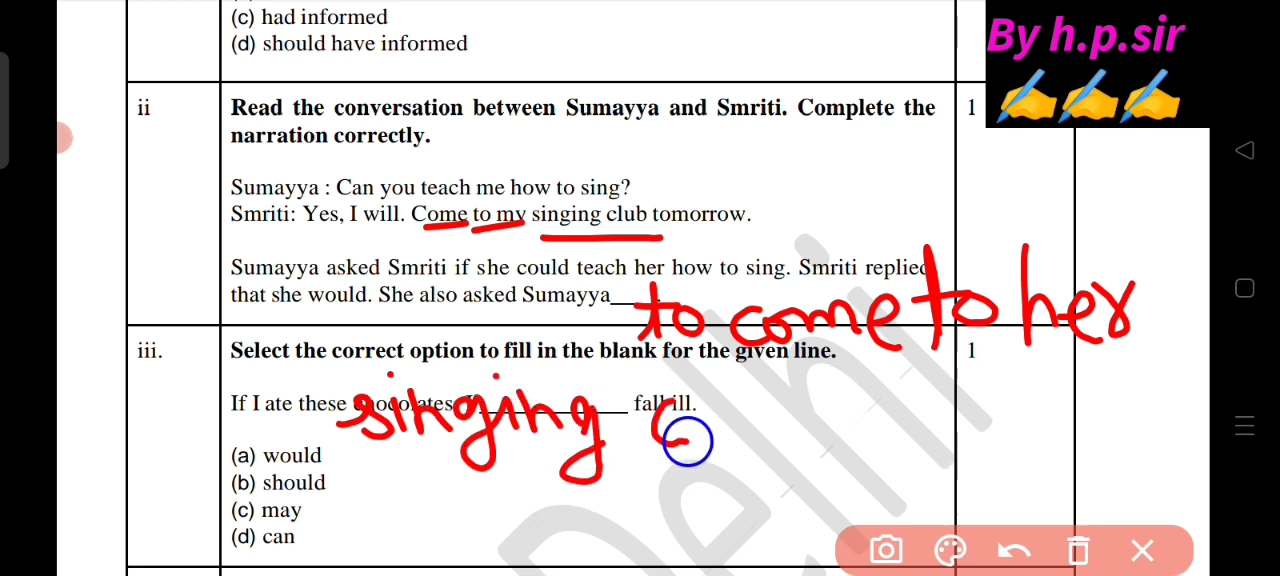 (c) had informed
(d) should have informed
By h.p.sir
ii
Read the conversation between Sumayya and Smriti. Complete the
1
narration correctly.
Sumayya : Can you teach me how to sing?
Smriti: Yes, I will. Come to my singing club tomorrow.
Sumayya asked Smriti if she could teach her how to sing. Smriti replied
that she would. She also asked Sumayya____.
to come to her
iii.
Select the correct option to fill in the blank for the given line.
1
If I ate these chocolates, I ______________ fall ill.
singing c
(a) would
(b) should
(c) may
(d) can
Delhi